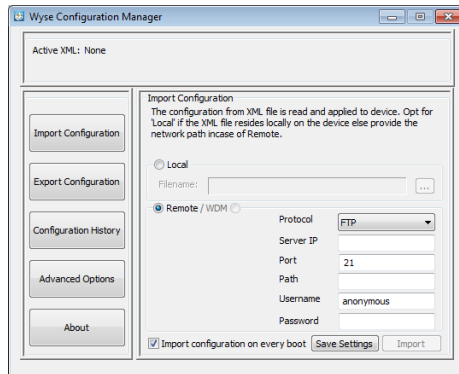 Wyse Configuration Manager
Active XML: None
Import Configuration
Export Configuration
Configuration History
Advanced Options
About
Import Configuration
The configuration from XML file is read and applied to device. Opt for
'Local' if the XML file resides locally on the device else provide the
network path incase of Remote.
Local
Filename:
...
Remote / WDM
Protocol FTP
Server IP
Port 21
Path
Username anonymous
Password
Import configuration on every boot Save Settings Import